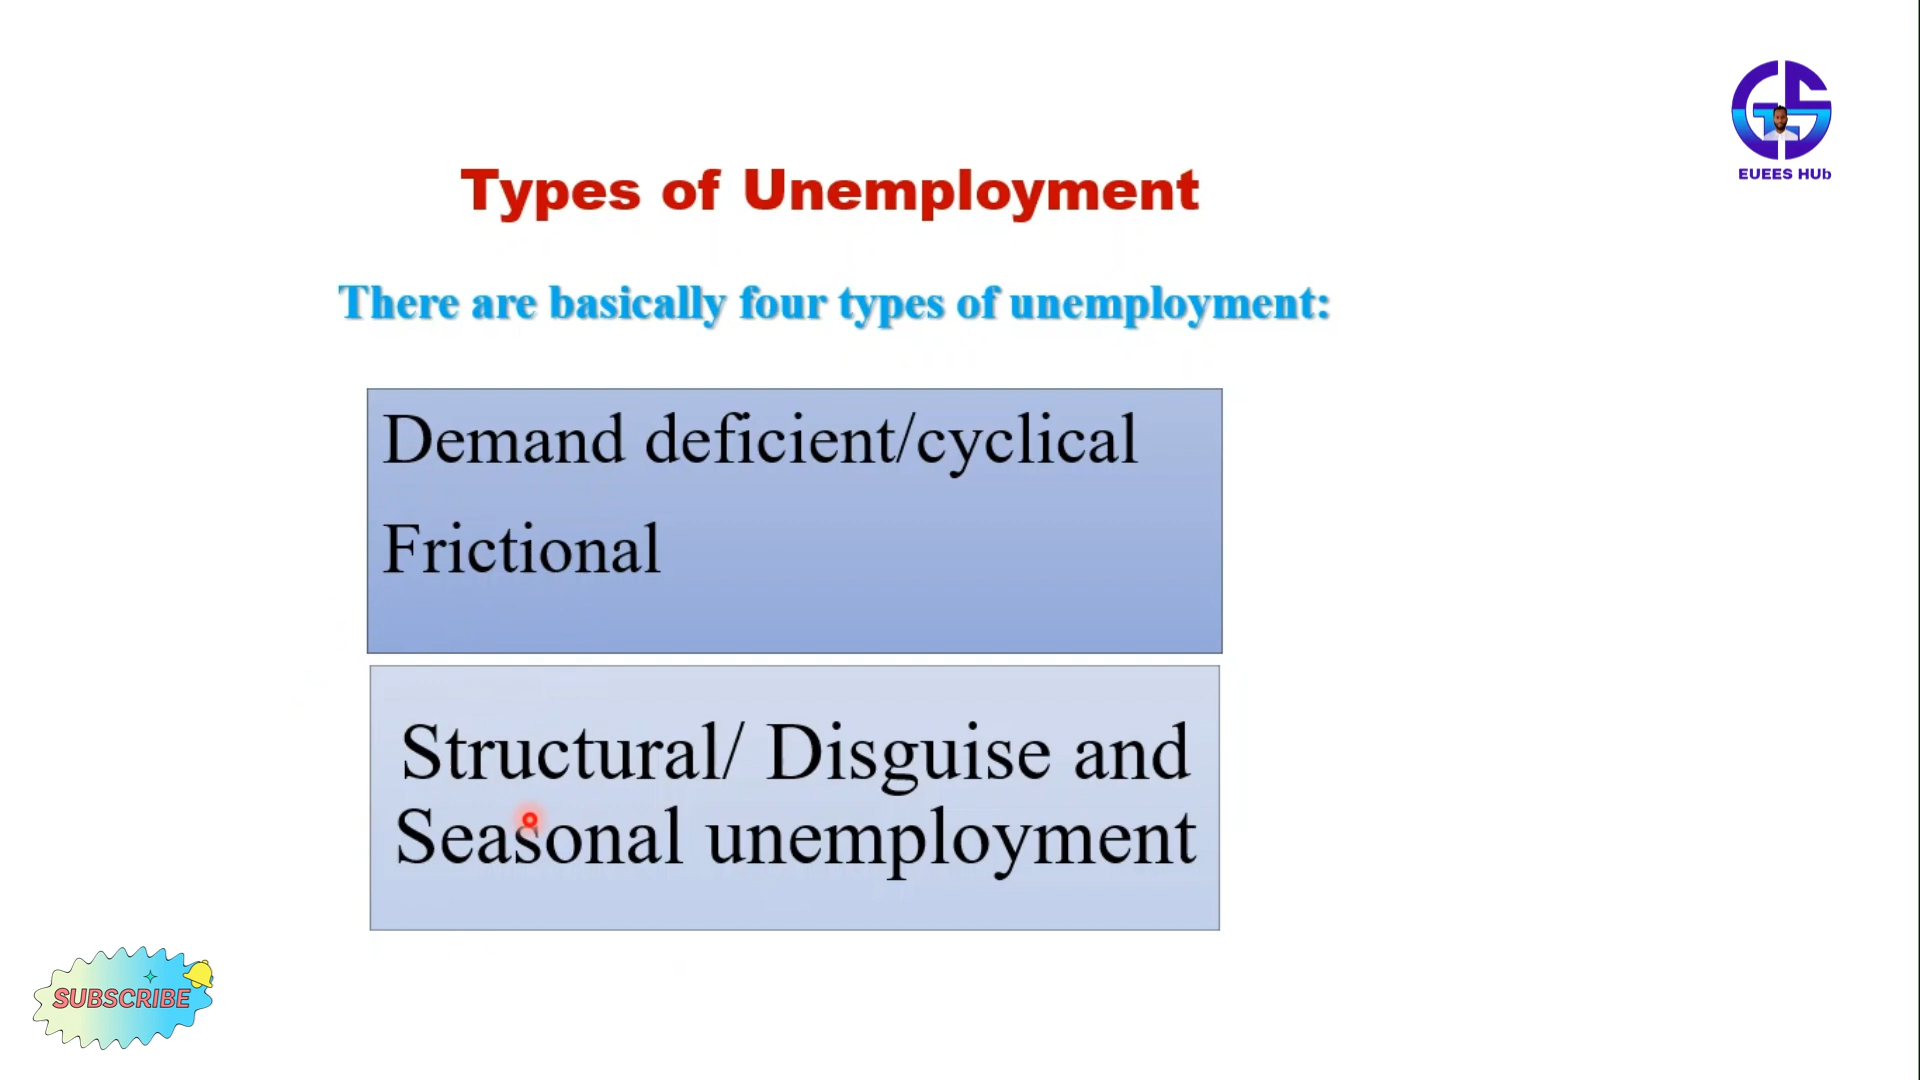 EUEES HUb
Types of Unemployment
There are basically four types of unemployment:
Demand deficient/cyclical
Frictional
Structural/ Disguise and
Seasonal unemployment
SUBSCRIBE